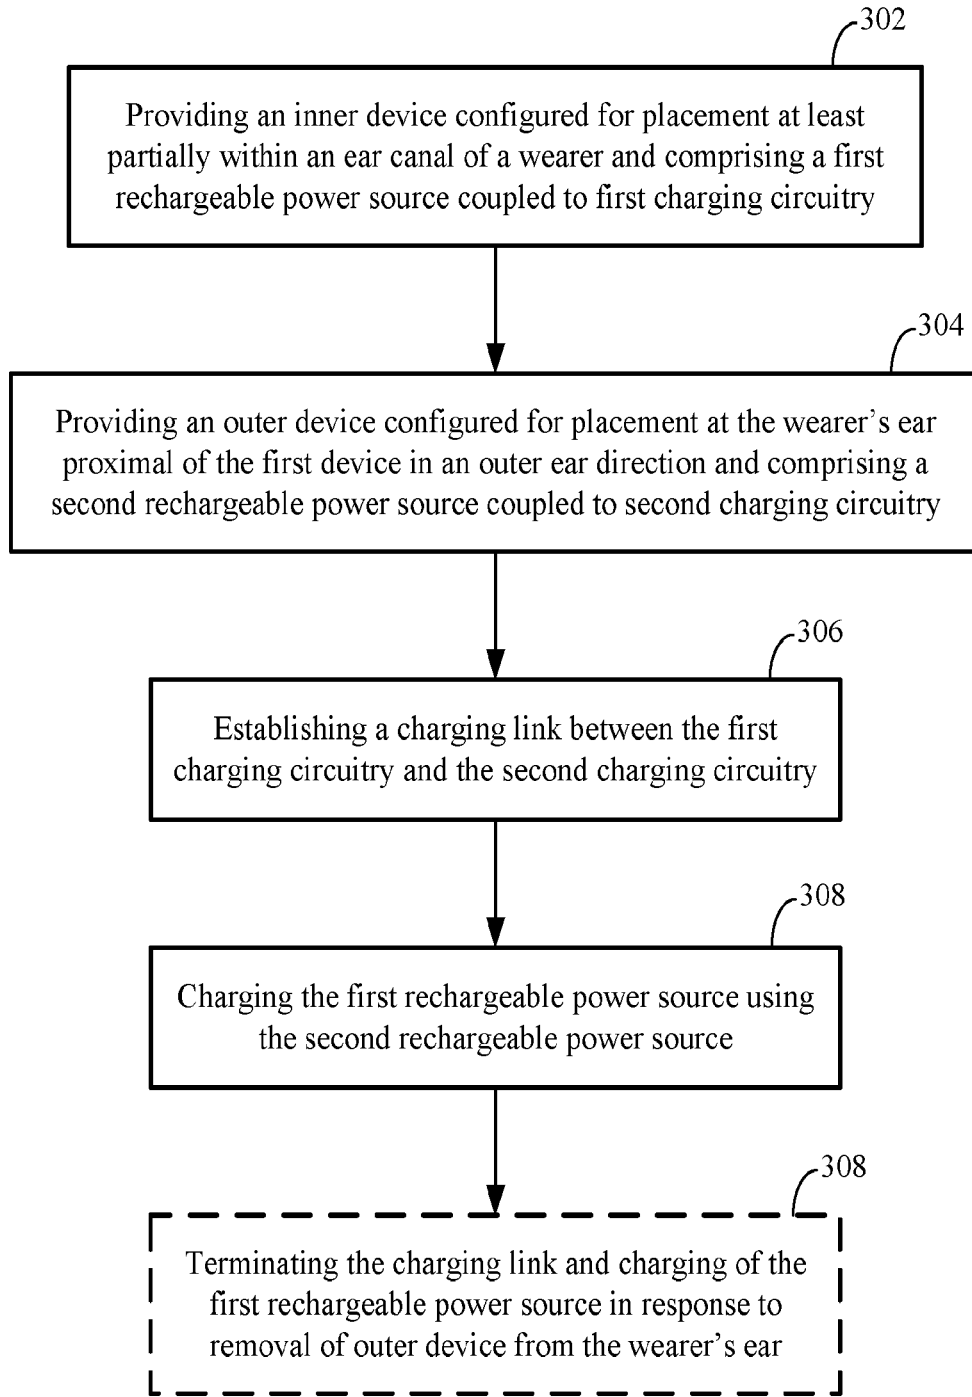 302
Providing an inner device configured for placement at least
partially within an ear canal of a wearer and comprising a first
rechargeable power source coupled to first charging circuitry
304
Providing an outer device configured for placement at the wearer’s ear
proximal of the first device in an outer ear direction and comprising a
second rechargeable power source coupled to second charging circuitry
306
Establishing a charging link between the first
charging circuitry and the second charging circuitry
308
Charging the first rechargeable power source using
the second rechargeable power source
308
Terminating the charging link and charging of the
first rechargeable power source in response to
removal of outer device from the wearer’s ear